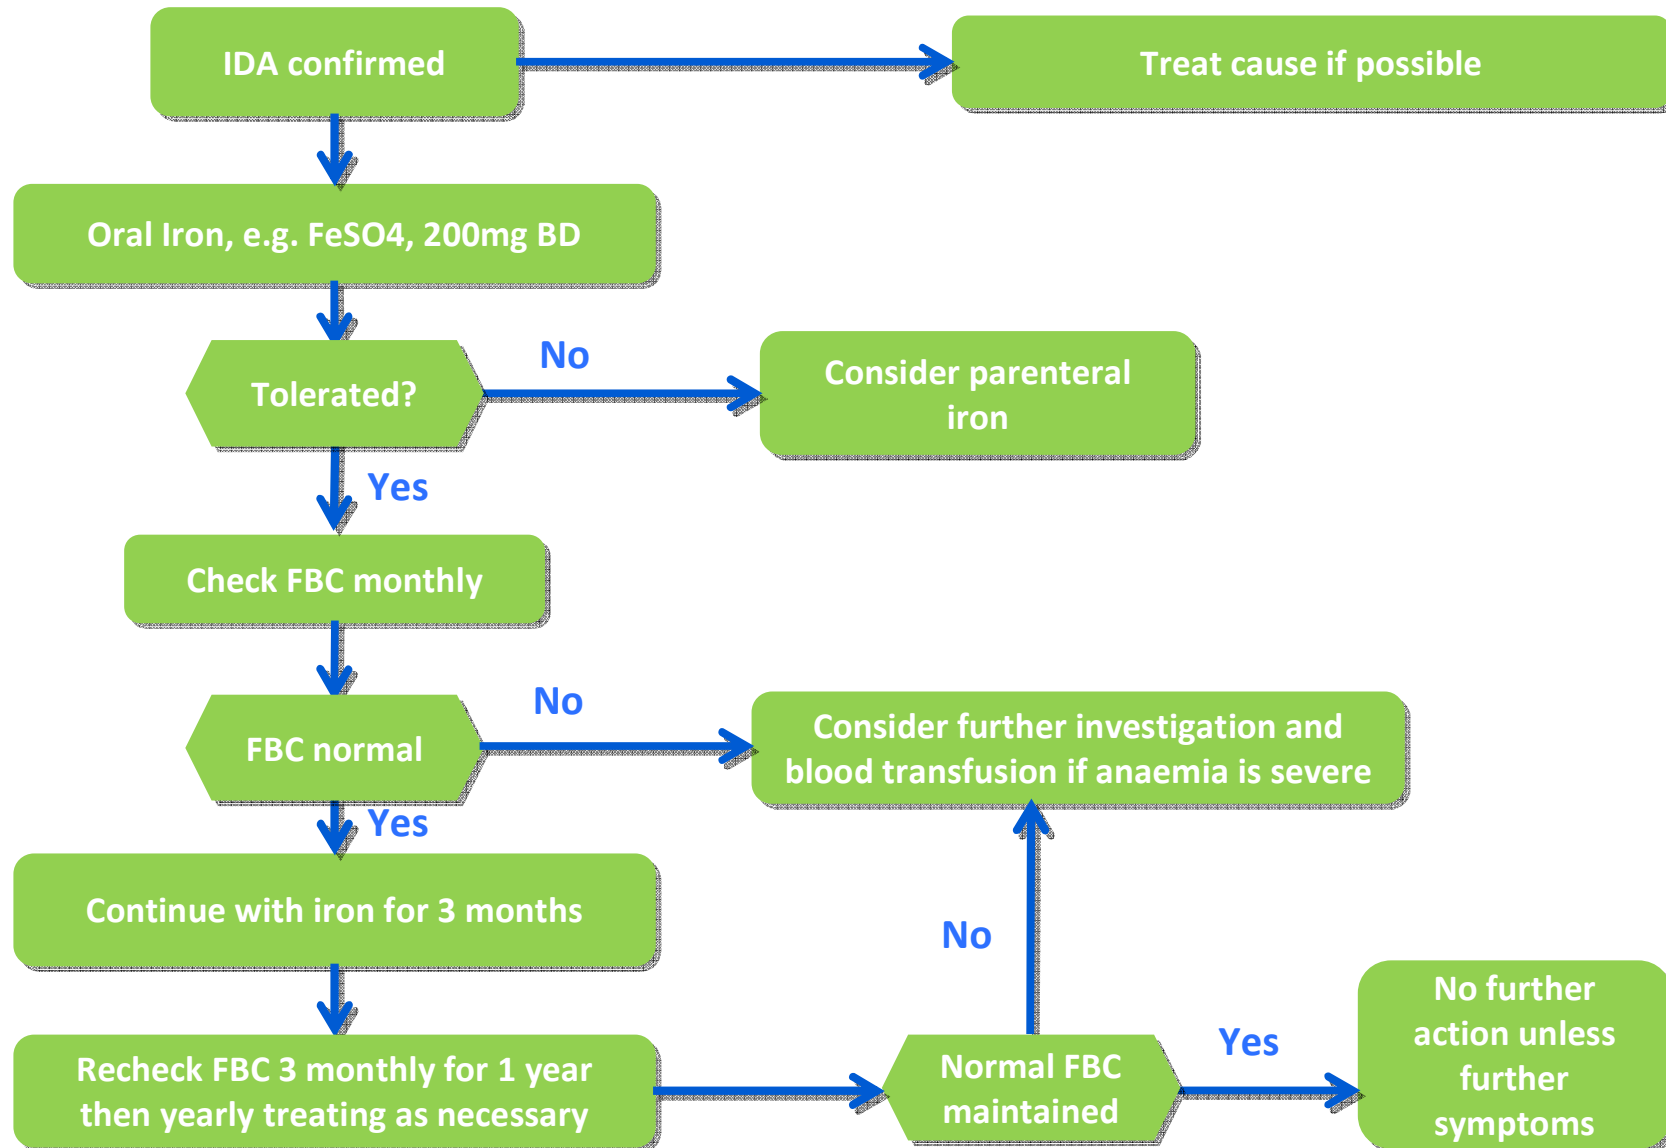 IDA confirmed
Treat cause if possible
Oral Iron, e.g. FeSO4, 200mg BD
Tolerated?
No
Consider parenteral
iron
Yes
Check FBC monthly
FBC normal
No
Consider further investigation and
blood transfusion if anaemia is severe
Yes
Continue with iron for 3 months
No
Recheck FBC 3 monthly for 1 year
then yearly treating as necessary
Normal FBC
maintained
Yes
No further
action unless
further
symptoms